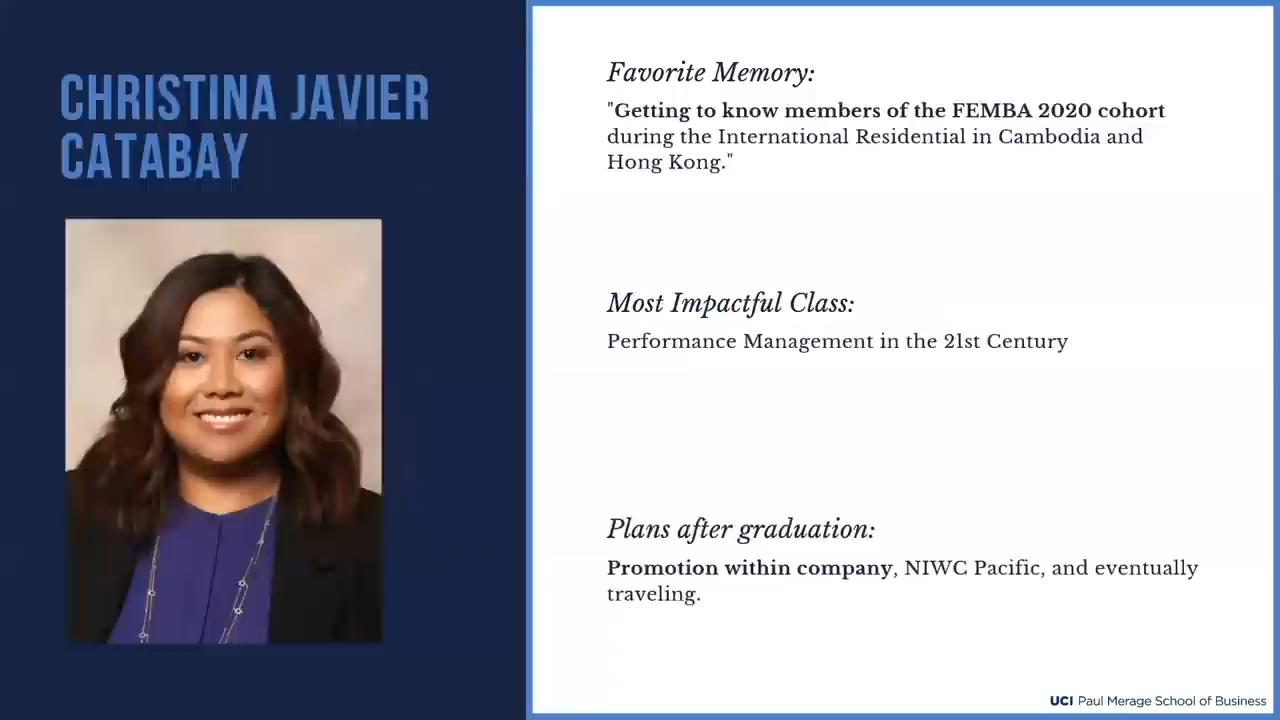 CHRISTINA JAVIER
CATABAY
Favorite Memory:
"Getting to know members of the FEMBA 2020 cohort
during the International Residential in Cambodia and
Hong Kong."
Most Impactful Class:
Performance Management in the 21st Century
Plans after graduation:
Promotion within company, NIWC Pacific, and eventually
traveling.
UCI Paul Merage School of Business